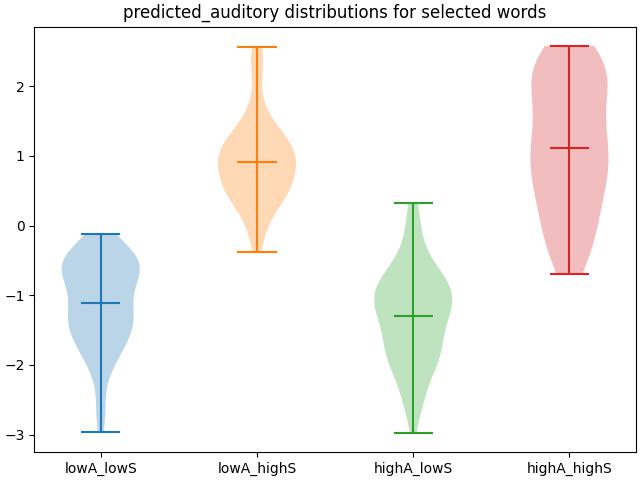 predicted_auditory distributions for selected words
2
1
0
−1
−2
−3
lowA_lowS
lowA_highS
highA_lowS
highA_highS